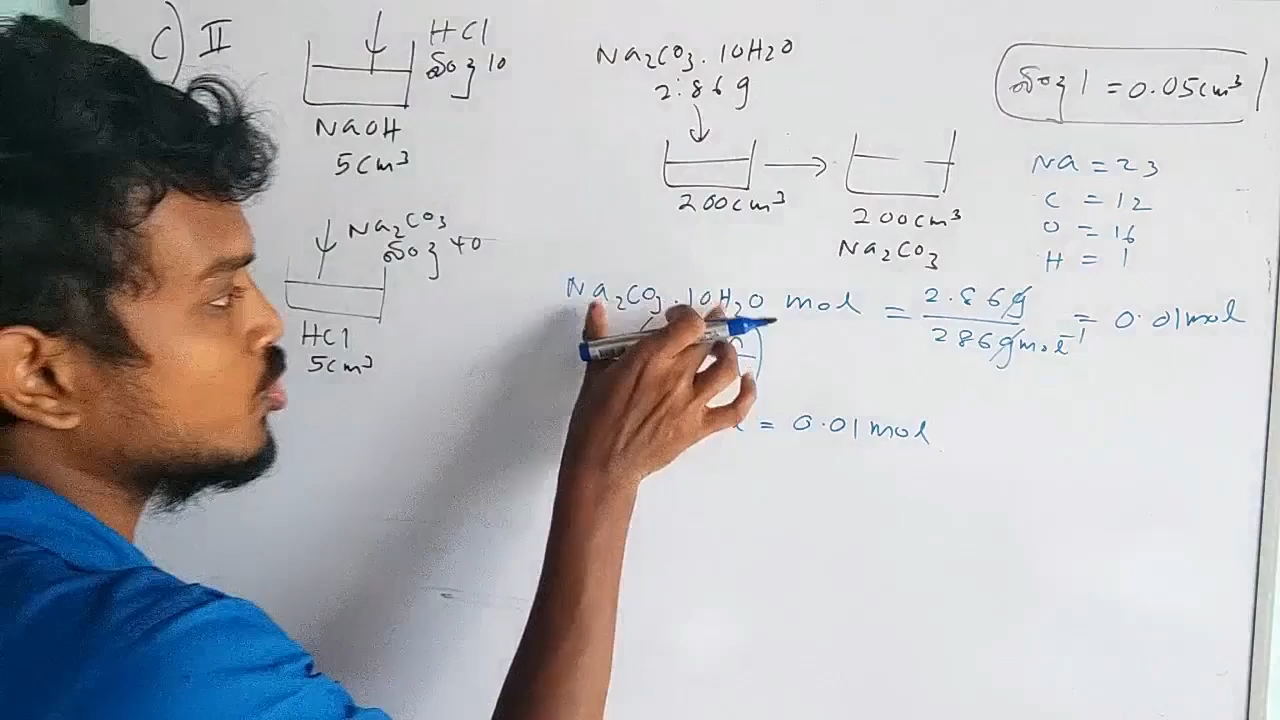 C) II
HCl
බිංදු 10
NaOH
5cm³
Na₂CO₃
බිංදු 40
HCl
5cm³
Na₂CO₃.10H₂O
2.86g
200cm³
200cm³
Na₂CO₃
බිංදු 1 = 0.05cm³
Na = 23
C = 12
O = 16
H = 1
Na₂CO₃.10H₂O mol = 2.86g / 286gmol⁻¹ = 0.01mol
= 0.01mol